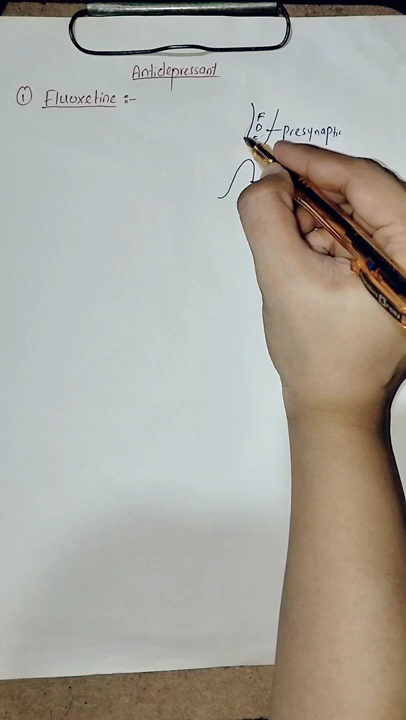 Antidepressant
① Fluoxetine :-
F
O
presynaptic